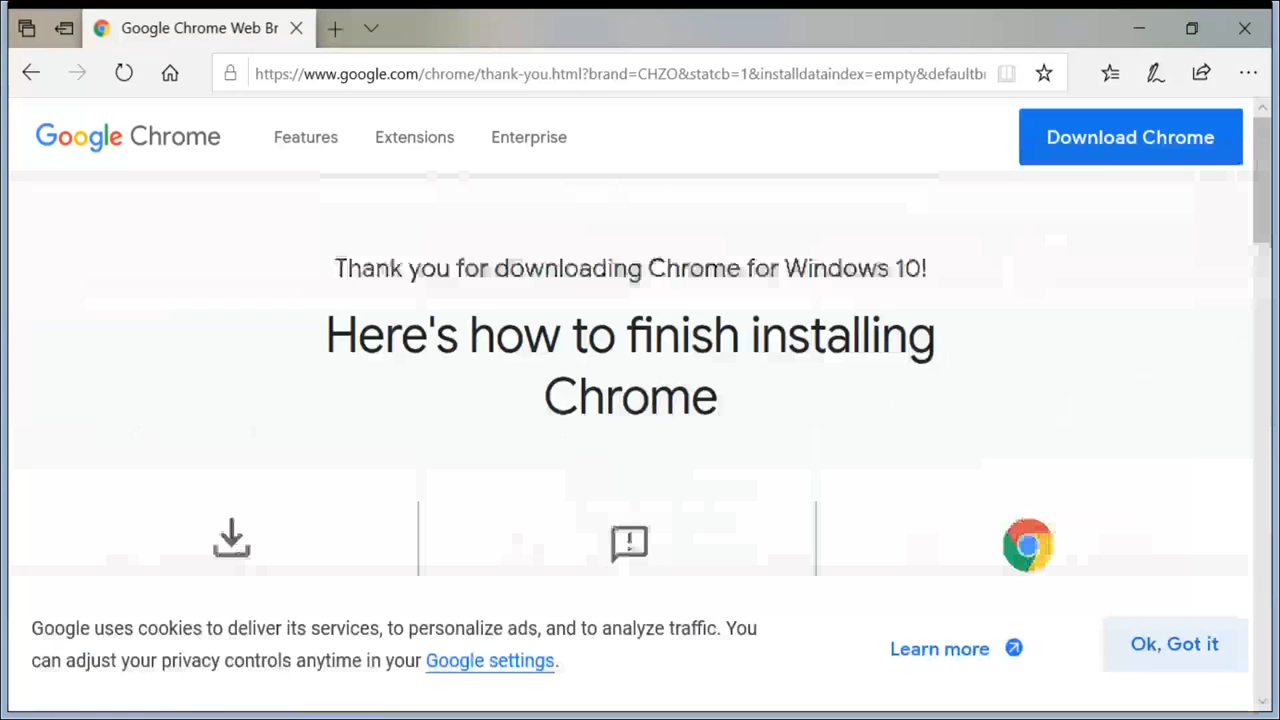 Google Chrome Web Br
https://www.google.com/chrome/thank-you.html?brand=CHZO&statcb=1&installdataindex=empty&defaultbr
Google Chrome
Features
Extensions
Enterprise
Download Chrome
Thank you for downloading Chrome for Windows 10!
Here's how to finish installing
Chrome
Google uses cookies to deliver its services, to personalize ads, and to analyze traffic. You
can adjust your privacy controls anytime in your Google settings.
Learn more
Ok, Got it